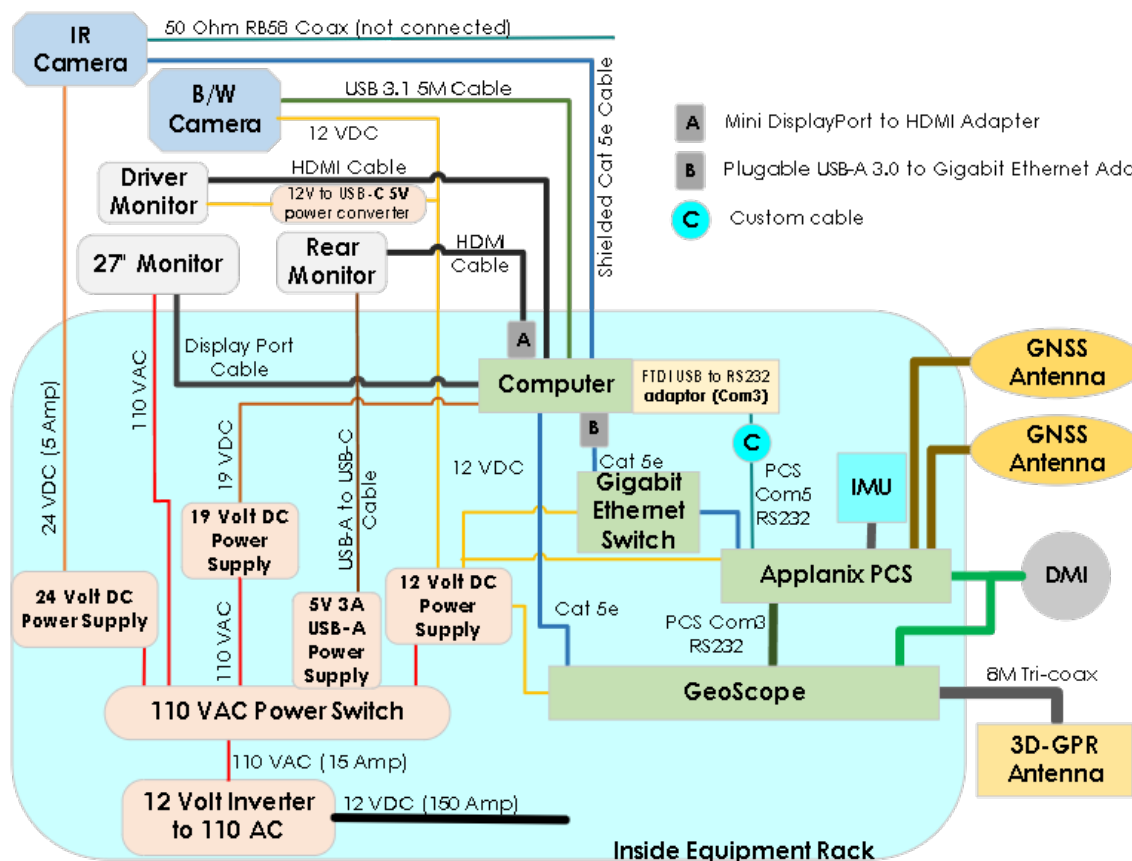 50 Ohm RB58 Coax (not connected)
IR
Camera
B/W
Camera
USB 3.1 5M Cable
12 VDC
Shielded Cat 5e Cable
A
Mini DisplayPort to HDMI Adapter
B
Plugable USB-A 3.0 to Gigabit Ethernet Ada
C
Custom cable
HDMI Cable
Driver
Monitor
12V to USB-C 5V
power converter
27" Monitor
Rear
Monitor
HDMI
Cable
Display Port
Cable
110 VAC
24 VDC (5 Amp)
A
Computer
FTDI USB to RS232
adaptor (Com3)
B
C
GNSS
Antenna
GNSS
Antenna
19 VDC
USB-A to USB-C
Cable
12 VDC
Cat 5e
Gigabit
Ethernet
Switch
PCS
Com5
RS232
IMU
19 Volt DC
Power
Supply
24 Volt DC
Power Supply
110 VAC
5V 3A
USB-A
Power
Supply
12 Volt DC
Power
Supply
Applanix PCS
DMI
Cat 5e
PCS Com3
RS232
GeoScope
8M Tri-coax
110 VAC Power Switch
3D-GPR
Antenna
110 VAC (15 Amp)
12 Volt Inverter
to 110 AC
12 VDC (150 Amp)
Inside Equipment Rack